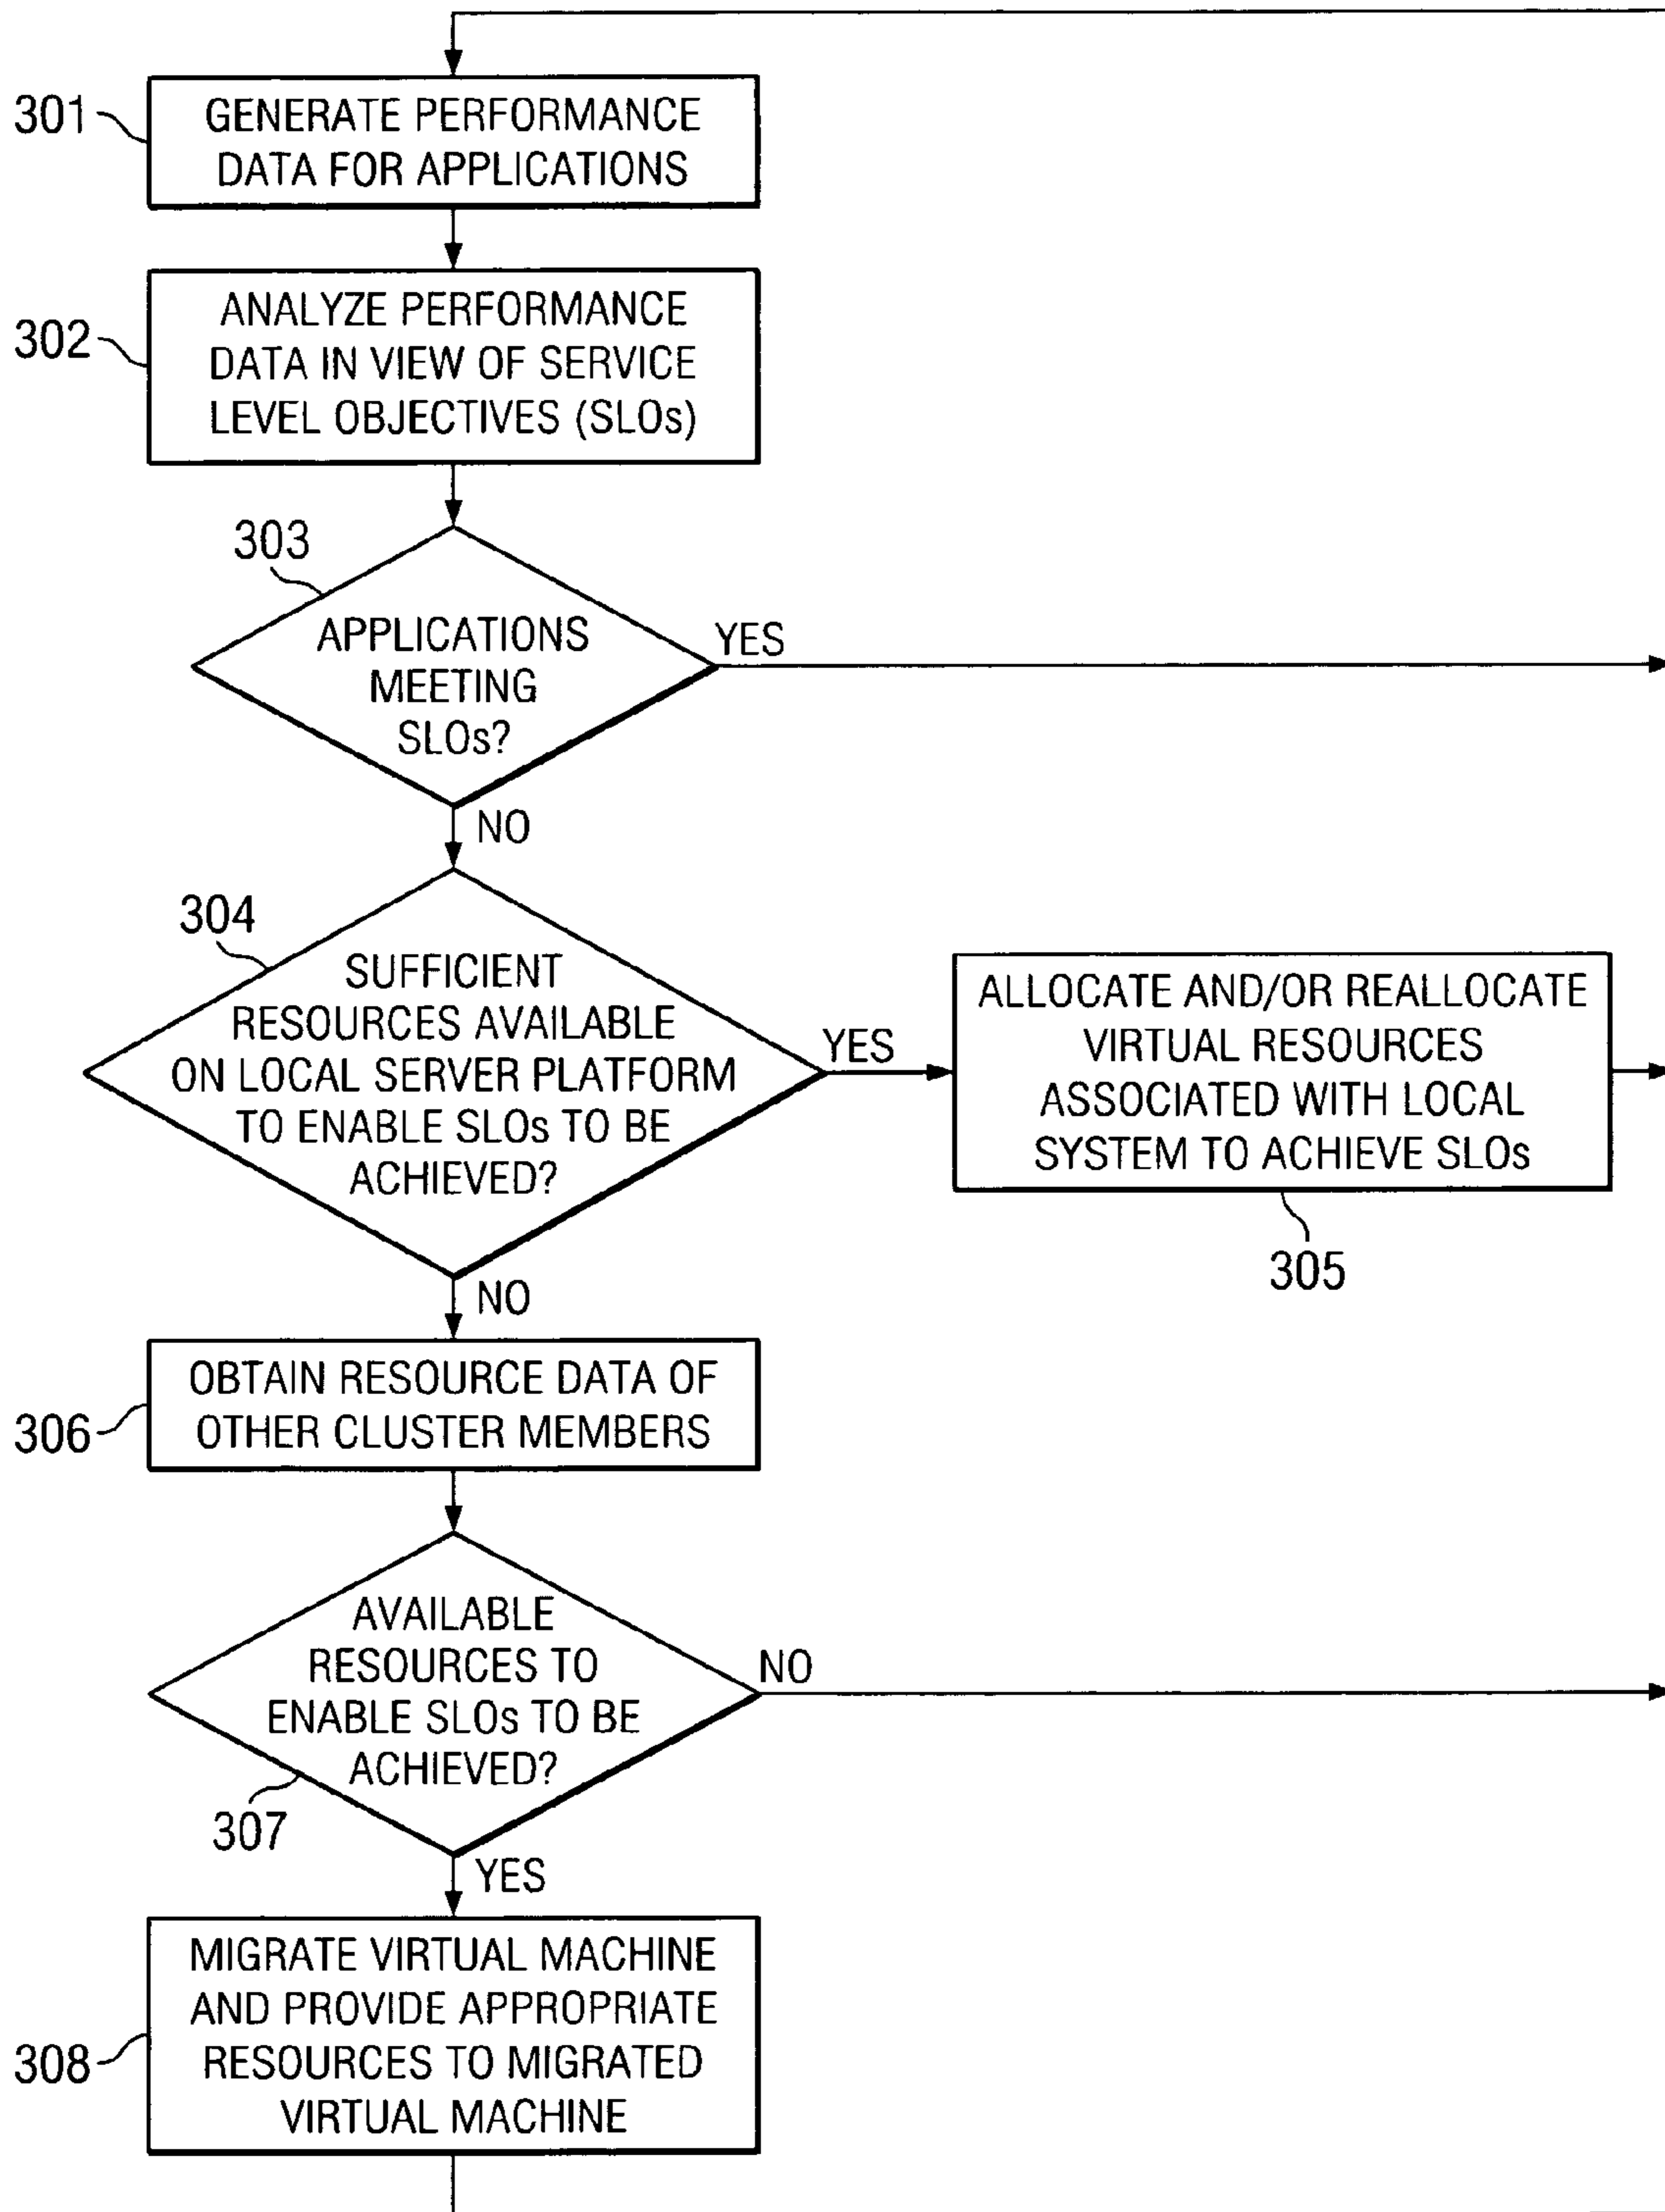 301
GENERATE PERFORMANCE
DATA FOR APPLICATIONS
302
ANALYZE PERFORMANCE
DATA IN VIEW OF SERVICE
LEVEL OBJECTIVES (SLOs)
303
APPLICATIONS
MEETING
SLOs?
YES
NO
304
SUFFICIENT
RESOURCES AVAILABLE
ON LOCAL SERVER PLATFORM
TO ENABLE SLOs TO BE
ACHIEVED?
YES
ALLOCATE AND/OR REALLOCATE
VIRTUAL RESOURCES
ASSOCIATED WITH LOCAL
SYSTEM TO ACHIEVE SLOs
305
NO
306
OBTAIN RESOURCE DATA OF
OTHER CLUSTER MEMBERS
AVAILABLE
RESOURCES TO
ENABLE SLOs TO BE
ACHIEVED?
NO
307
YES
308
MIGRATE VIRTUAL MACHINE
AND PROVIDE APPROPRIATE
RESOURCES TO MIGRATED
VIRTUAL MACHINE